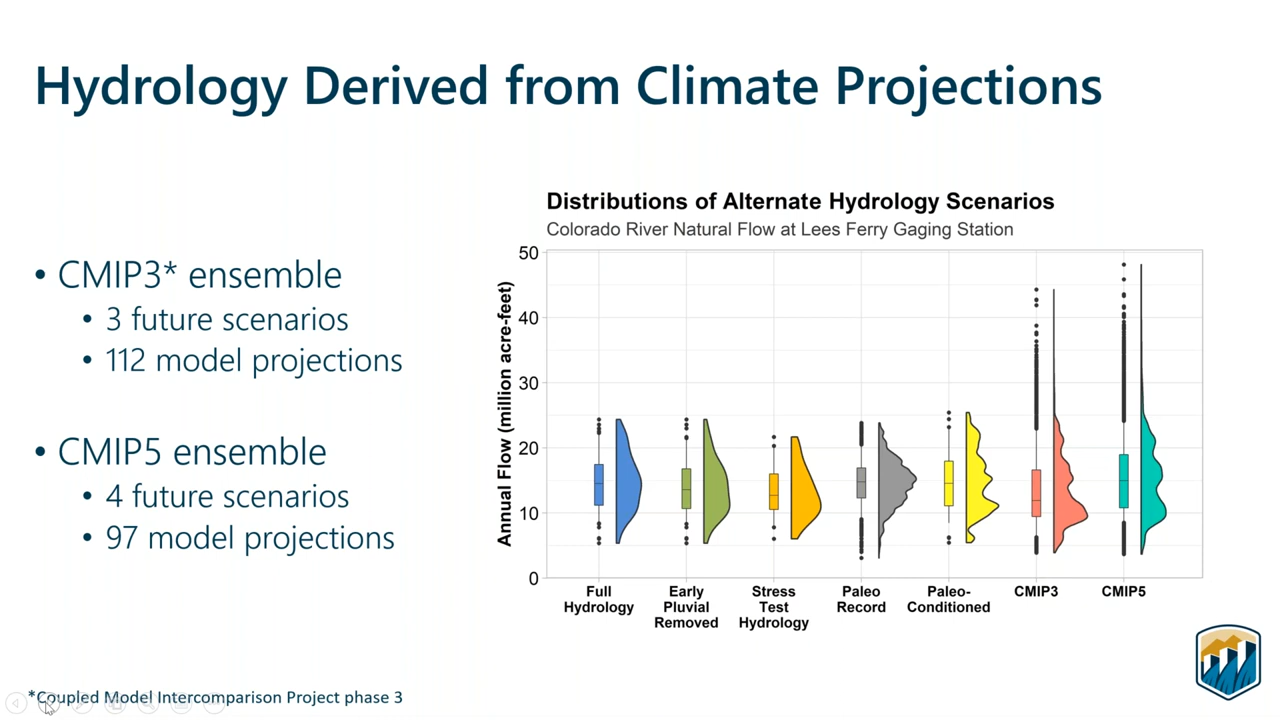 Hydrology Derived from Climate Projections
• CMIP3* ensemble
• 3 future scenarios
• 112 model projections
• CMIP5 ensemble
• 4 future scenarios
• 97 model projections
*Coupled Model Intercomparison Project phase 3
Distributions of Alternate Hydrology Scenarios
Colorado River Natural Flow at Lees Ferry Gaging Station
Annual Flow (million acre-feet)
50
40
30
20
10
0
Full
Hydrology
Early
Pluvial
Removed
Stress
Test
Hydrology
Paleo
Record
Paleo-
Conditioned
CMIP3
CMIP5